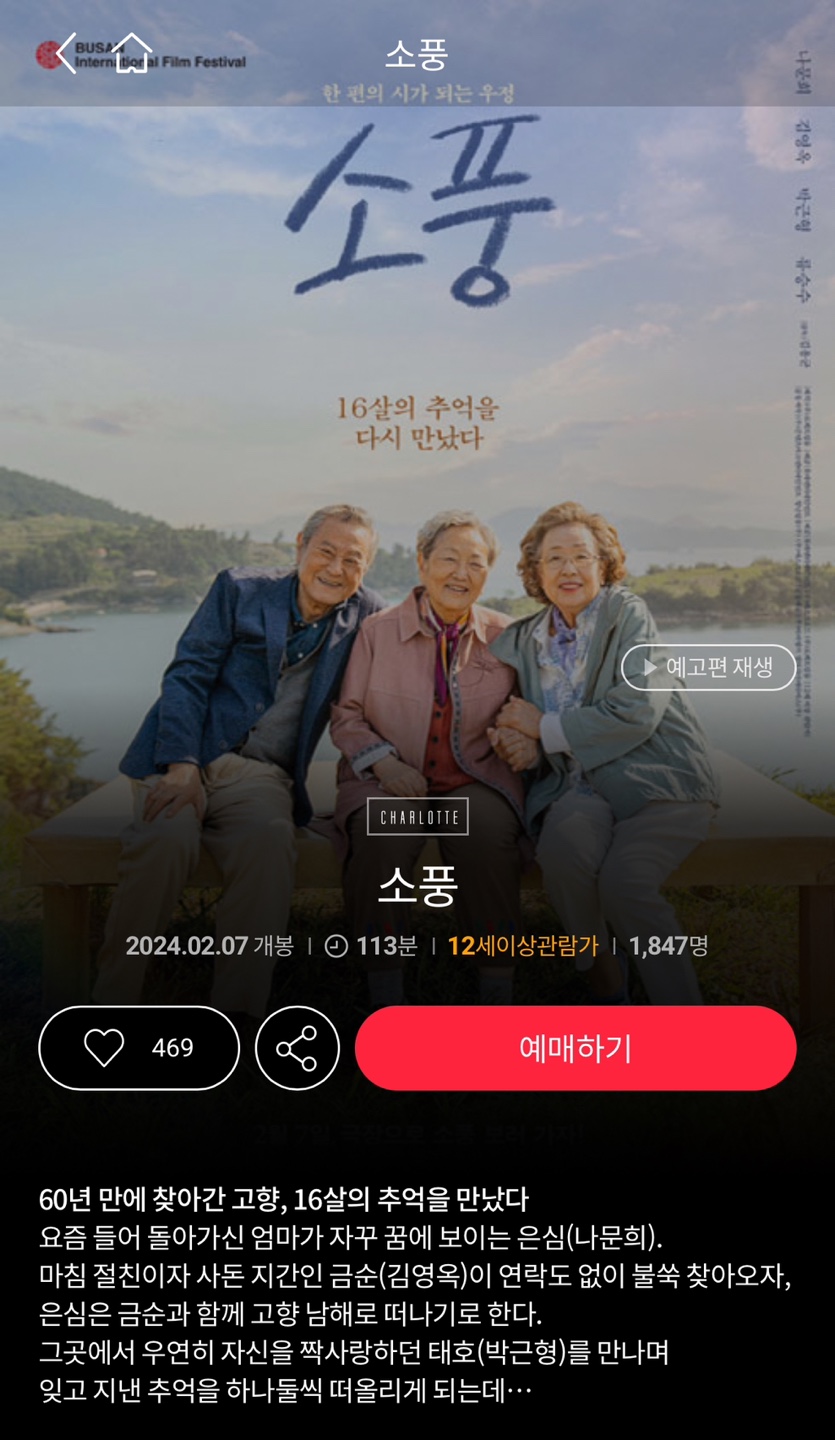 BUSAN
International Film Festival
소풍
한 편의 시가 되는 우정
소풍
나문희 김영옥 박근형 류승수
16살의 추억을
다시 만났다
예고편 재생
CHARLOTTE
소풍
2024.02.07 개봉 | 113분 | 12세이상관람가 | 1,847명
469
예매하기
60년 만에 찾아간 고향, 16살의 추억을 만났다
요즘 들어 돌아가신 엄마가 자꾸 꿈에 보이는 은심(나문희).
마침 절친이자 사돈 지간인 금순(김영옥)이 연락도 없이 불쑥 찾아오자,
은심은 금순과 함께 고향 남해로 떠나기로 한다.
그곳에서 우연히 자신을 짝사랑하던 태호(박근형)를 만나며
잊고 지낸 추억을 하나둘씩 떠올리게 되는데…